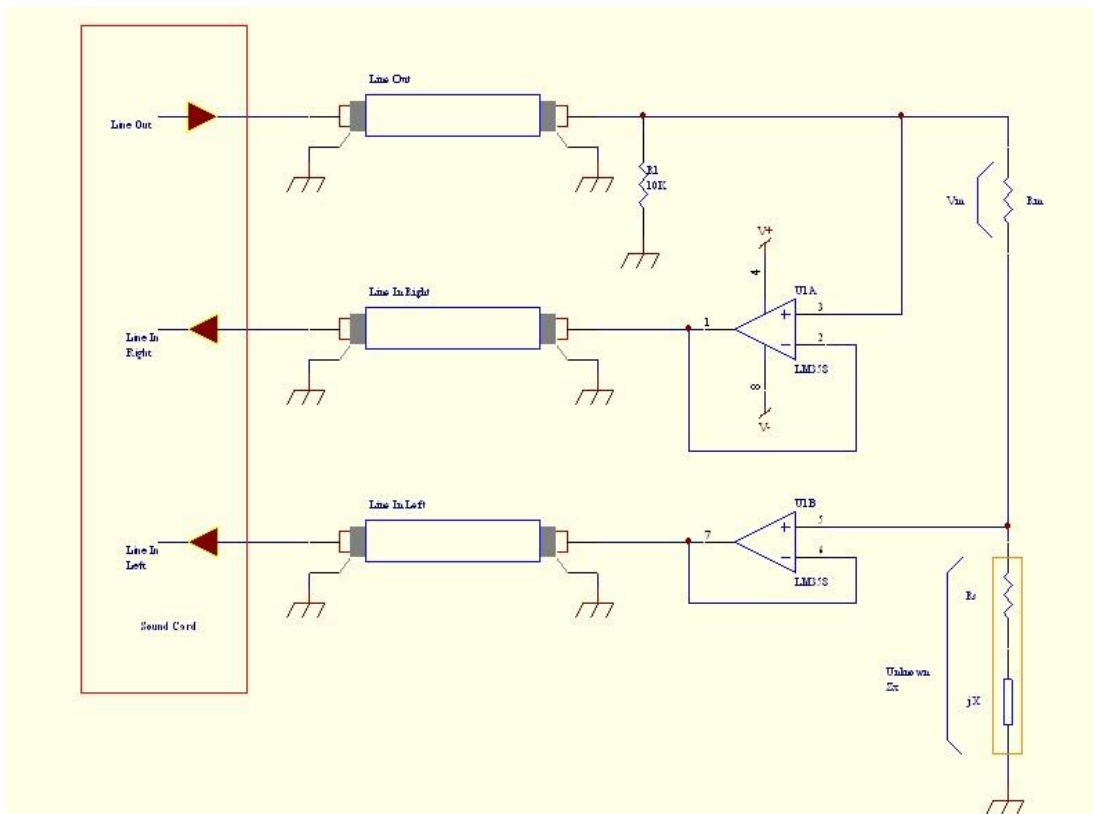 Line Out
Line Out
R1
10K
Vm
Rm
V+
4
Line In Right
U1A
3
1
2
Line In
Right
LM358
8
V-
Line In Left
U1B
5
7
6
Line In
Left
LM358
Rs
Sound Card
Unknown
Zx
jX